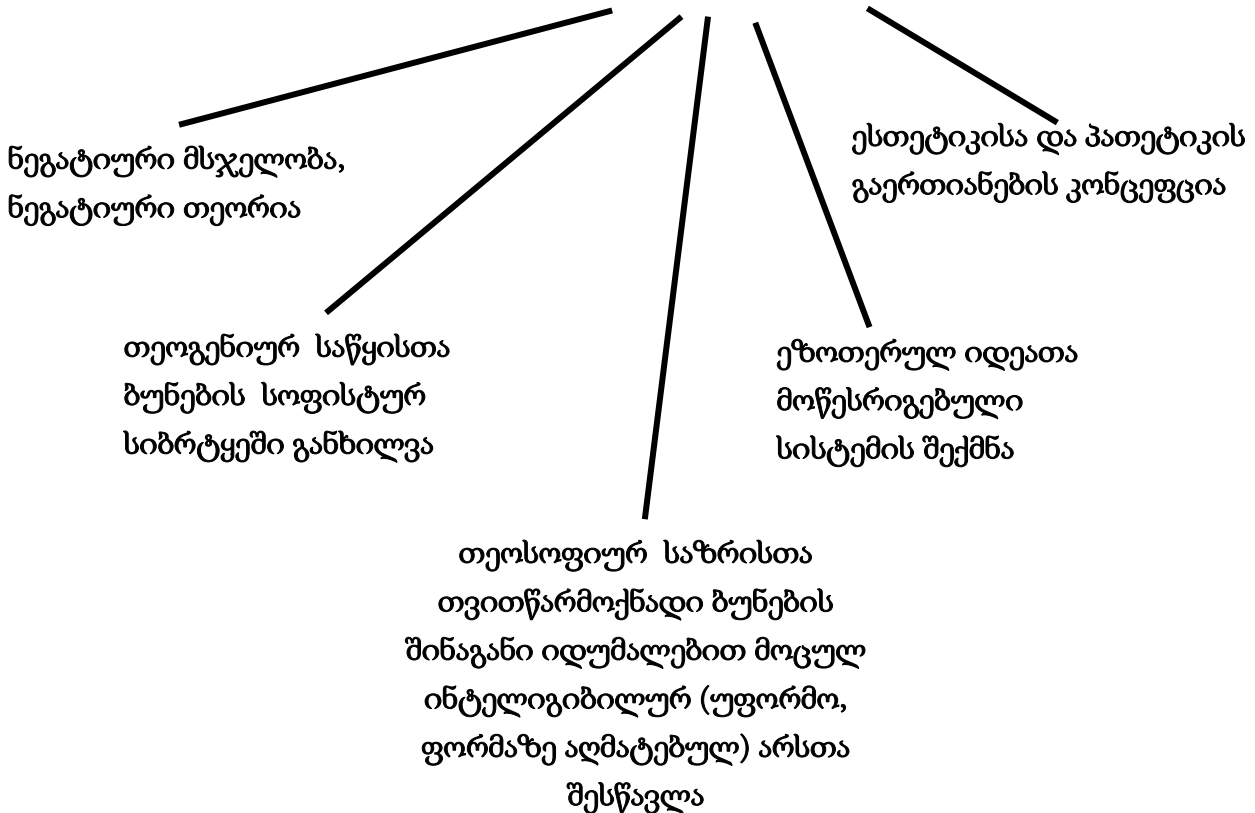 ნეგატიური მსჯელობა,
ნეგატიური თეორია
ესთეტიკისა და პათეტიკის
გაერთიანების კონცეფცია
თეოგენიურ საწყისთა
ბუნების სოფისტურ
სიბრტყეში განხილვა
ეზოთერულ იდეათა
მოწესრიგებული
სისტემის შექმნა
თეოსოფიურ საზრისთა
თვითწარმოქნადი ბუნების
შინაგანი იდუმალებით მოცულ
ინტელიგიბილურ (უფორმო,
ფორმაზე აღმატებულ) არსთა
შესწავლა